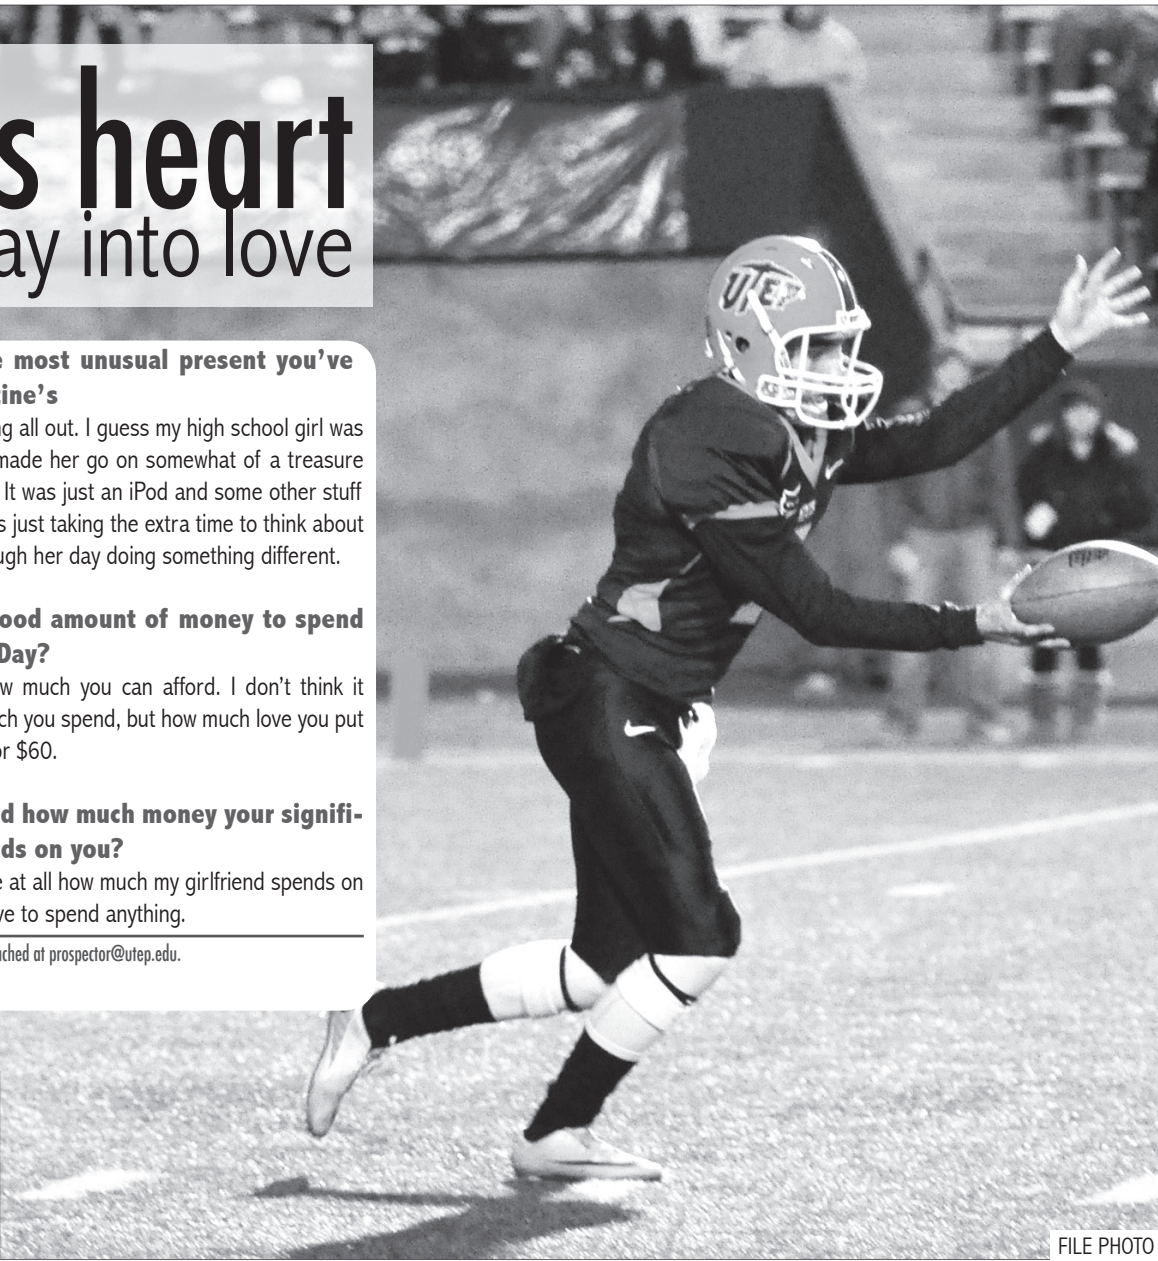 s heart
ay into love
UTEP
e most unusual present you've
tine's
ng all out. I guess my high school girl was
made her go on somewhat of a treasure
It was just an iPod and some other stuff
s just taking the extra time to think about
ugh her day doing something different.
ood amount of money to spend
Day?
w much you can afford. I don't think it
ch you spend, but how much love you put
or $60.
d how much money your signifi-
ds on you?
e at all how much my girlfriend spends on
ve to spend anything.
ached at prospector@utep.edu.
FILE PHOTO